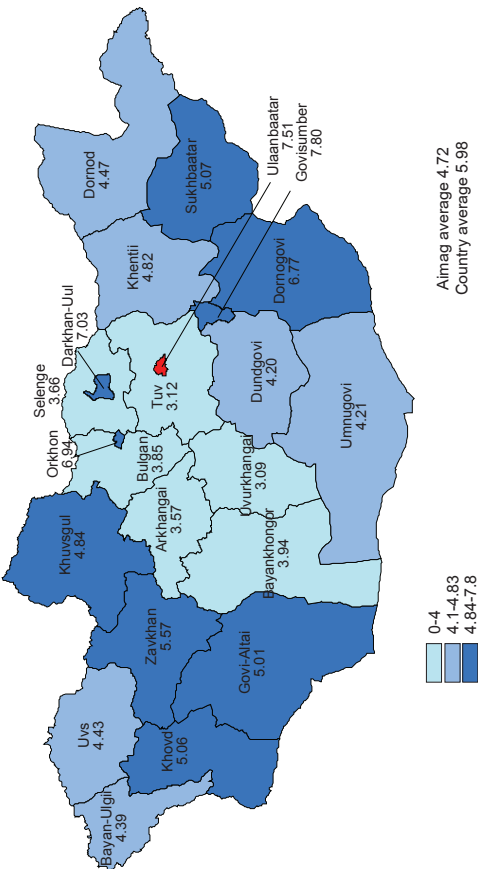 Bayan-Ulgii
4.39
Uvs
4.43
Khovd
5.06
Zavkhan
5.57
Govi-Altai
5.01
Khuvsgul
4.84
Arkhangai
3.57
Bayankhongor
3.94
Orkhon
6.94
Bulgan
3.85
Uvurkhangai
3.09
Selenge
3.66
Darkhan-Uul
7.03
Tuv
3.12
Dundgovi
4.20
Umnugovi
4.21
Khentii
4.82
Dornod
4.47
Sukhbaatar
5.07
Dornogovi
6.77
Ulaanbaatar
7.51
Govisumber
7.80
Aimag average 4.72
Country average 5.98
0-4
4.1-4.83
4.84-7.8